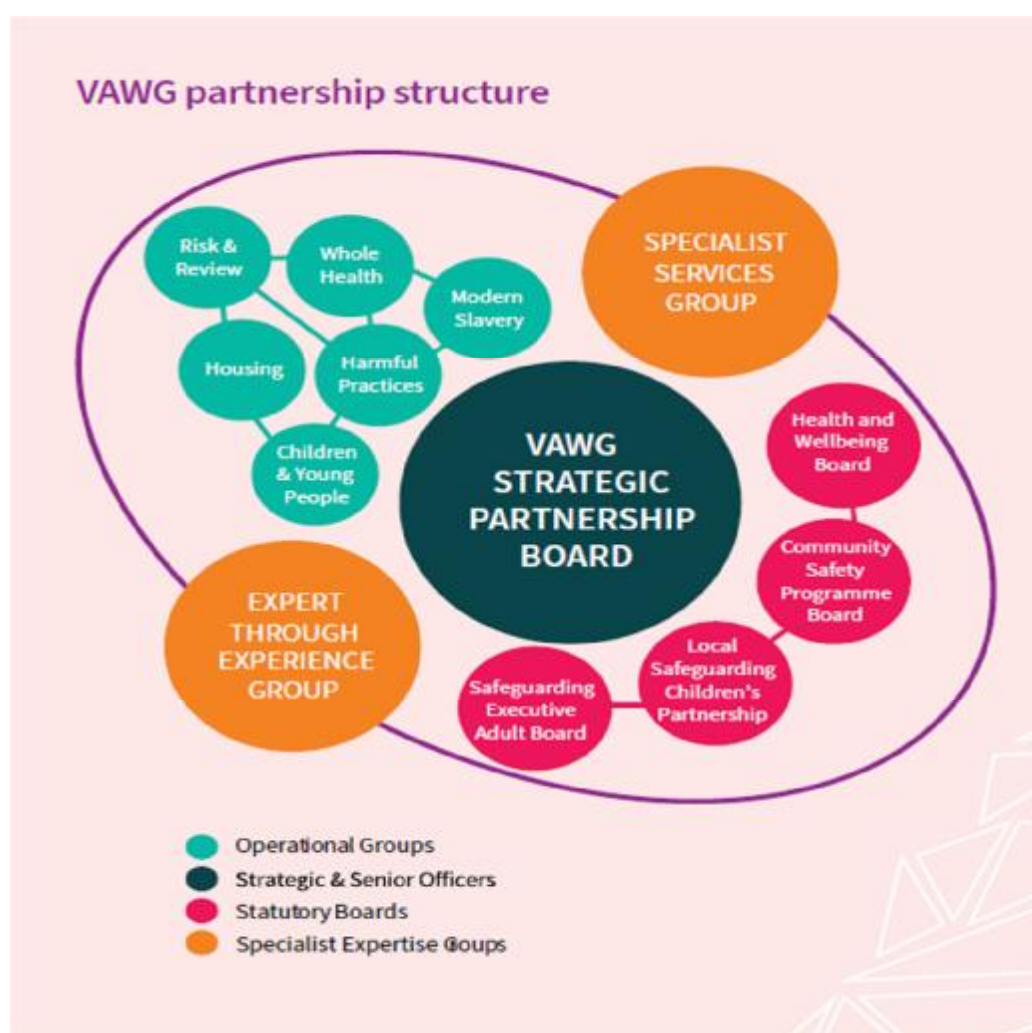 VAWG partnership structure
Risk &
Review
Whole
Health
Modern
Slavery
Housing
Harmful
Practices
Children
& Young
People
SPECIALIST
SERVICES
GROUP
VAWG
STRATEGIC
PARTNERSHIP
BOARD
Health and
Wellbeing
Board
Community
Safety
Programme
Board
Local
Safeguarding
Children's
Partnership
Safeguarding
Executive
Adult Board
EXPERT
THROUGH
EXPERIENCE
GROUP
Operational Groups
Strategic & Senior Officers
Statutory Boards
Specialist Expertise Goups